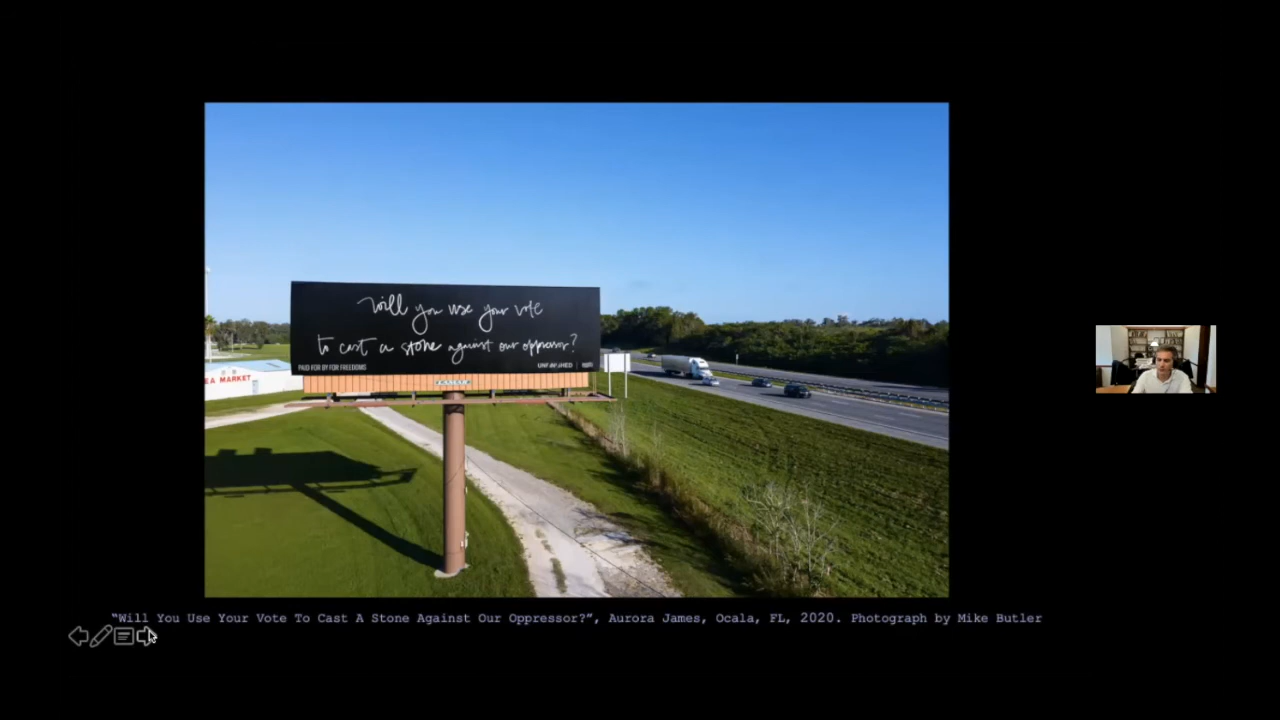 Will you use your vote
to cast a stone against our oppressor?
PAID FOR BY FOR FREEDOMS
EA MARKET
"Will You Use Your Vote To Cast A Stone Against Our Oppressor?", Aurora James, Ocala, FL, 2020. Photograph by Mike Butler